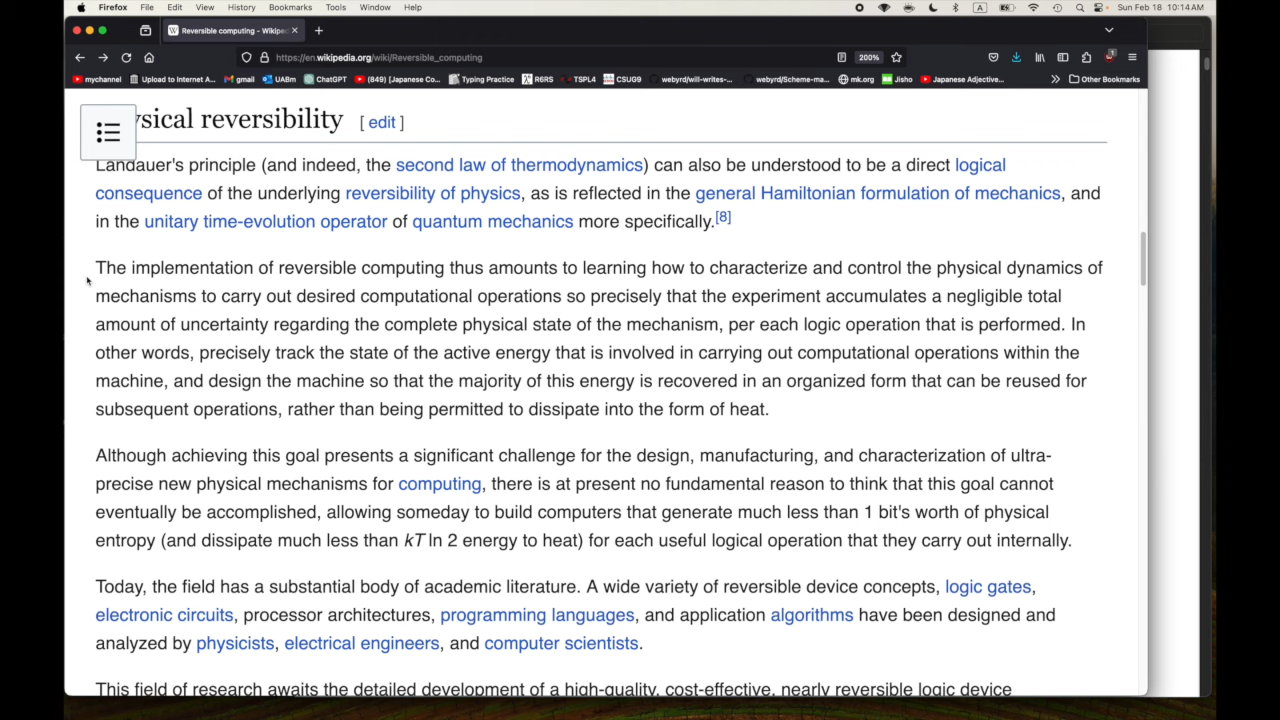 Firefox File Edit View History Bookmarks Tools Window Help A Sun Feb 18 10:14 AM
W Reversible computing – Wikipe
https://en.wikipedia.org/wiki/Reversible_computing 200%
mychannel Upload to Internet A... gmail UABm ChatGPT (849) [Japanese Co... Typing Practice R6RS TSPL4 CSUG9 webyrd/will-writes-... webyrd/Scheme-ma... mk.org Jisho Japanese Adjective... Other Bookmarks
ysical reversibility [ edit ]
Landauer's principle (and indeed, the second law of thermodynamics) can also be understood to be a direct logical
consequence of the underlying reversibility of physics, as is reflected in the general Hamiltonian formulation of mechanics, and
in the unitary time-evolution operator of quantum mechanics more specifically.[8]
The implementation of reversible computing thus amounts to learning how to characterize and control the physical dynamics of
mechanisms to carry out desired computational operations so precisely that the experiment accumulates a negligible total
amount of uncertainty regarding the complete physical state of the mechanism, per each logic operation that is performed. In
other words, precisely track the state of the active energy that is involved in carrying out computational operations within the
machine, and design the machine so that the majority of this energy is recovered in an organized form that can be reused for
subsequent operations, rather than being permitted to dissipate into the form of heat.
Although achieving this goal presents a significant challenge for the design, manufacturing, and characterization of ultra-
precise new physical mechanisms for computing, there is at present no fundamental reason to think that this goal cannot
eventually be accomplished, allowing someday to build computers that generate much less than 1 bit's worth of physical
entropy (and dissipate much less than kT ln 2 energy to heat) for each useful logical operation that they carry out internally.
Today, the field has a substantial body of academic literature. A wide variety of reversible device concepts, logic gates,
electronic circuits, processor architectures, programming languages, and application algorithms have been designed and
analyzed by physicists, electrical engineers, and computer scientists.
This field of research awaits the detailed development of a high-quality, cost-effective, nearly reversible logic device